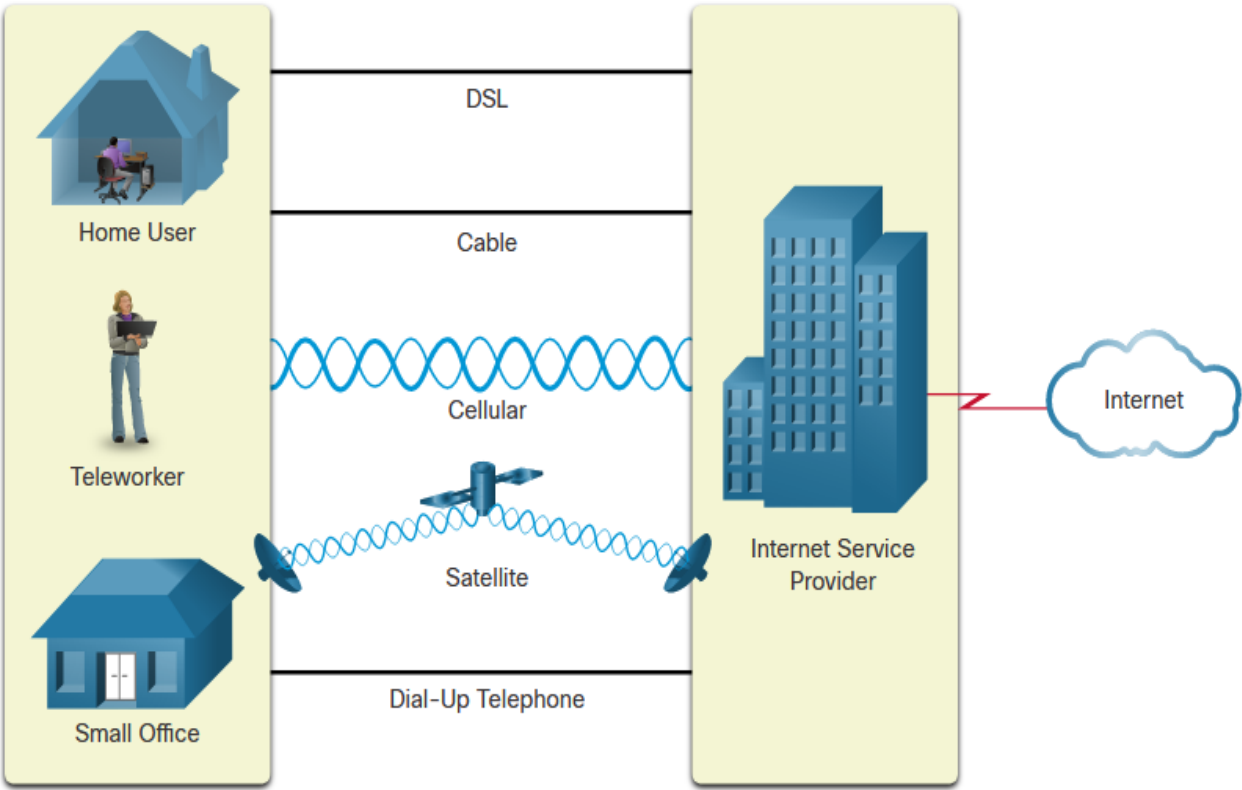 DSL
Home User
Cable
Teleworker
Cellular
Internet
Satellite
Internet Service
Provider
Small Office
Dial-Up Telephone